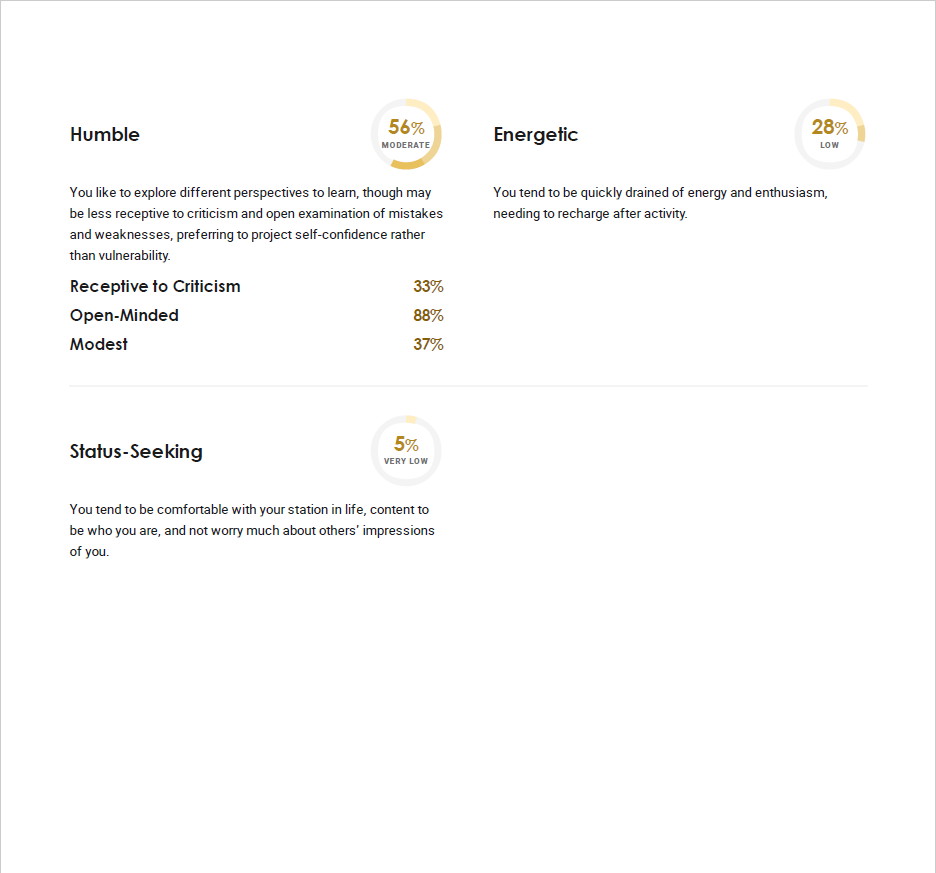 Humble
56%
MODERATE
You like to explore different perspectives to learn, though may
be less receptive to criticism and open examination of mistakes
and weaknesses, preferring to project self-confidence rather
than vulnerability.
Receptive to Criticism 33%
Open-Minded 88%
Modest 37%
Energetic
28%
LOW
You tend to be quickly drained of energy and enthusiasm,
needing to recharge after activity.
Status-Seeking
5%
VERY LOW
You tend to be comfortable with your station in life, content to
be who you are, and not worry much about others’ impressions
of you.